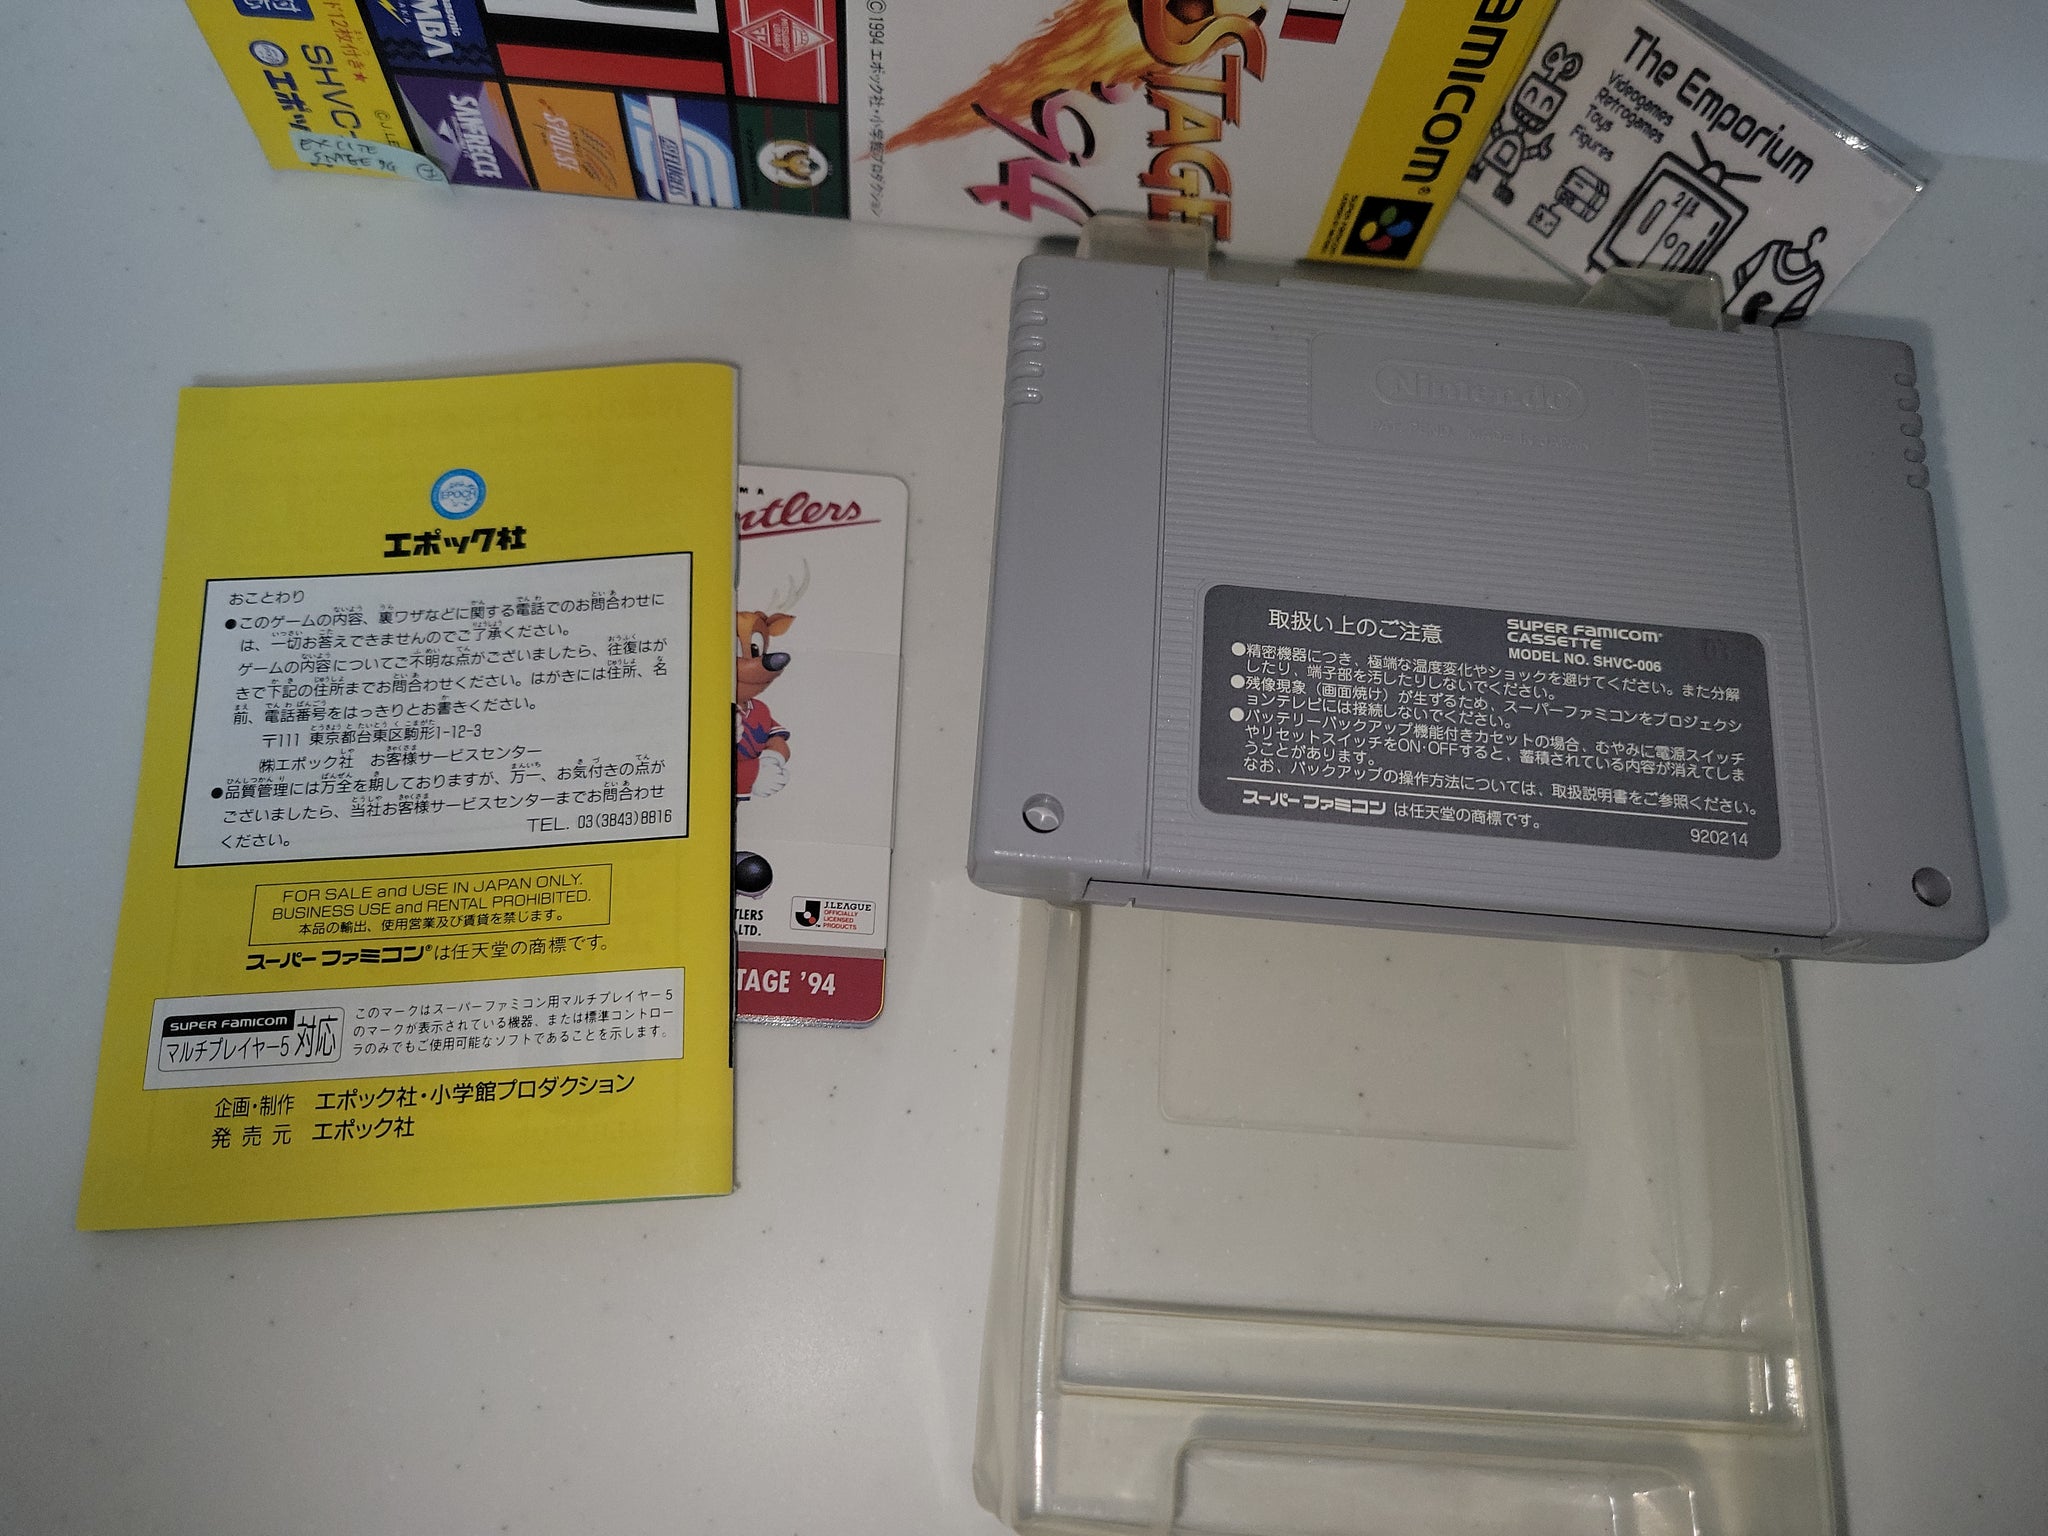 SHVC-
エポッ
EXCITE
STAGE 94
SANFRECCE
S-PULSE
©1994 エポック社・小学館プロダクション
STAGE
'94
amicom®
The Emporium
Videogames
Retrogames
Toys
Figures
EPOCH
エポック社
おことわり
●このゲームの内容、裏ワザなどに関する電話でのお問合わせに
は、一切お答えできませんのでご了承ください。
ゲームの内容についてご不明な点がございましたら、往復はが
きで下記の住所までお問合わせください。はがきには住所、名
前、電話番号をはっきりとお書きください。
〒111 東京都台東区駒形1-12-3
㈱エポック社 お客様サービスセンター
●品質管理には万全を期しておりますが、万一、お気付きの点が
ございましたら、当社お客様サービスセンターまでお問合わせ
ください。
TEL. 03(3843)8816
FOR SALE and USE IN JAPAN ONLY.
BUSINESS USE and RENTAL PROHIBITED.
本品の輸出、使用営業及び賃貸を禁じます。
スーパーファミコン®は任天堂の商標です。
SUPER FAMICOM
マルチプレイヤー5 対応
このマークはスーパーファミコン用マルチプレイヤー5
のマークが表示されている機器、または標準コントロー
ラのみでもご使用可能なソフトであることを示します。
企画・制作 エポック社・小学館プロダクション
発売元 エポック社
ntlers
J.LEAGUE
OFFICIALLY
LICENSED
PRODUCTS
TLERS
LTD.
TAGE '94
Nintendo
PAT. PEND. MADE IN JAPAN
取扱い上のご注意
SUPER FAMICOM®
CASSETTE
MODEL NO. SHVC-006
●精密機器につき、極端な温度変化やショックを避けてください。また分解
したり、端子部を汚したりしないでください。
●残像現象(画面焼け)が生ずるため、スーパーファミコンをプロジェクシ
ョンテレビには接続しないでください。
●バッテリーバックアップ機能付きカセットの場合、むやみに電源スイッチ
やリセットスイッチをON・OFFすると、蓄積されている内容が消えてしま
うことがあります。
なお、バックアップの操作方法については、取扱説明書をご参照ください。
スーパーファミコン は任天堂の商標です。
920214